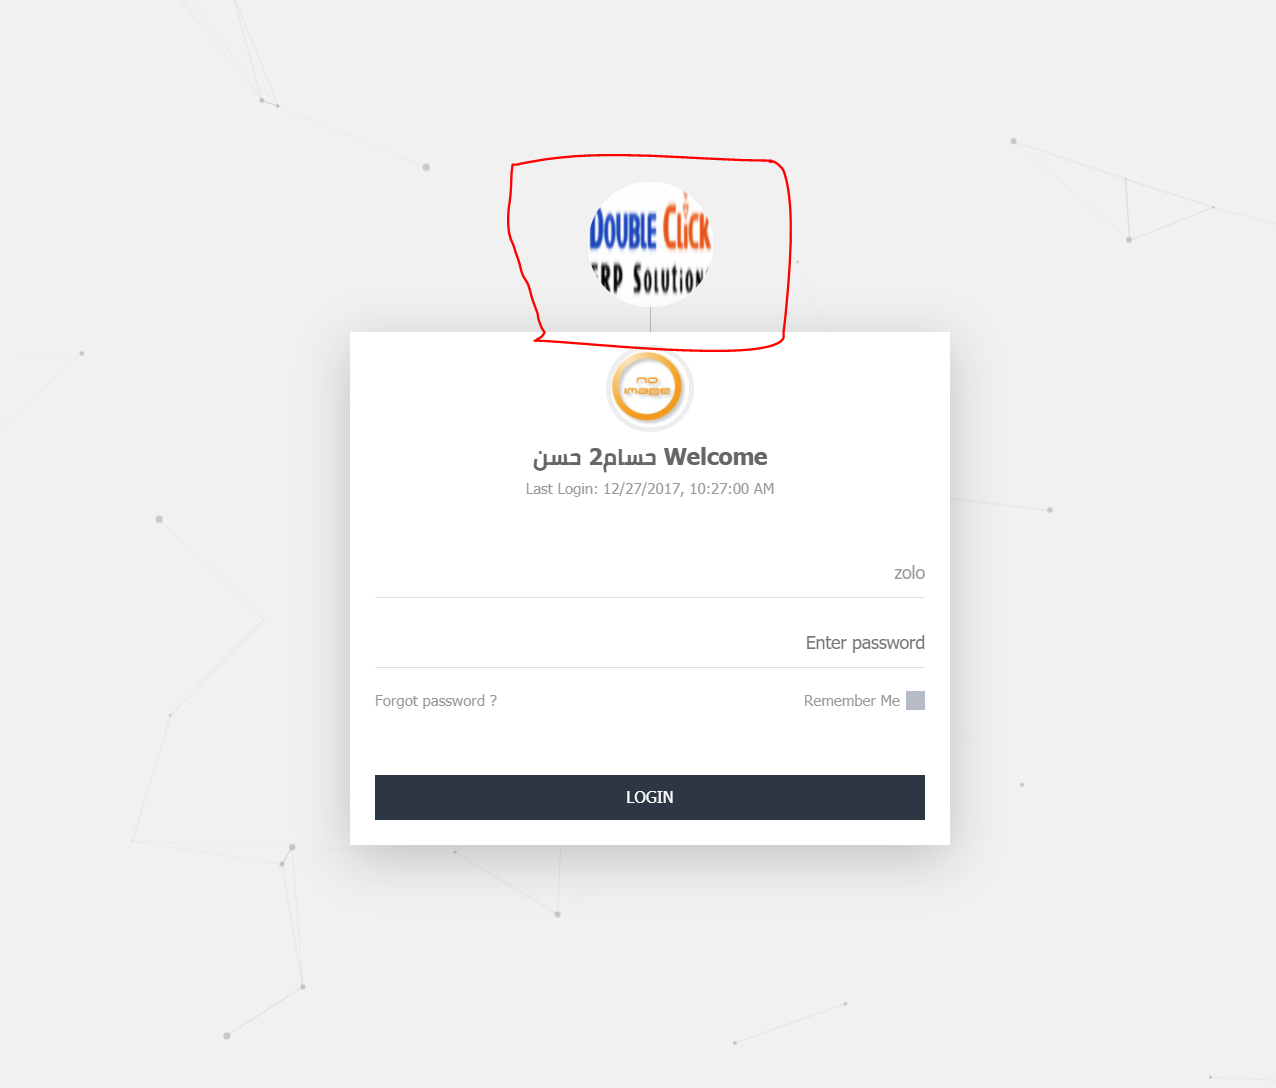 DOUBLE CLICK
ERP Solution
no
image
Welcome حسام2 حسن
Last Login: 12/27/2017, 10:27:00 AM
zolo
Enter password
Forgot password ? Remember Me
LOGIN